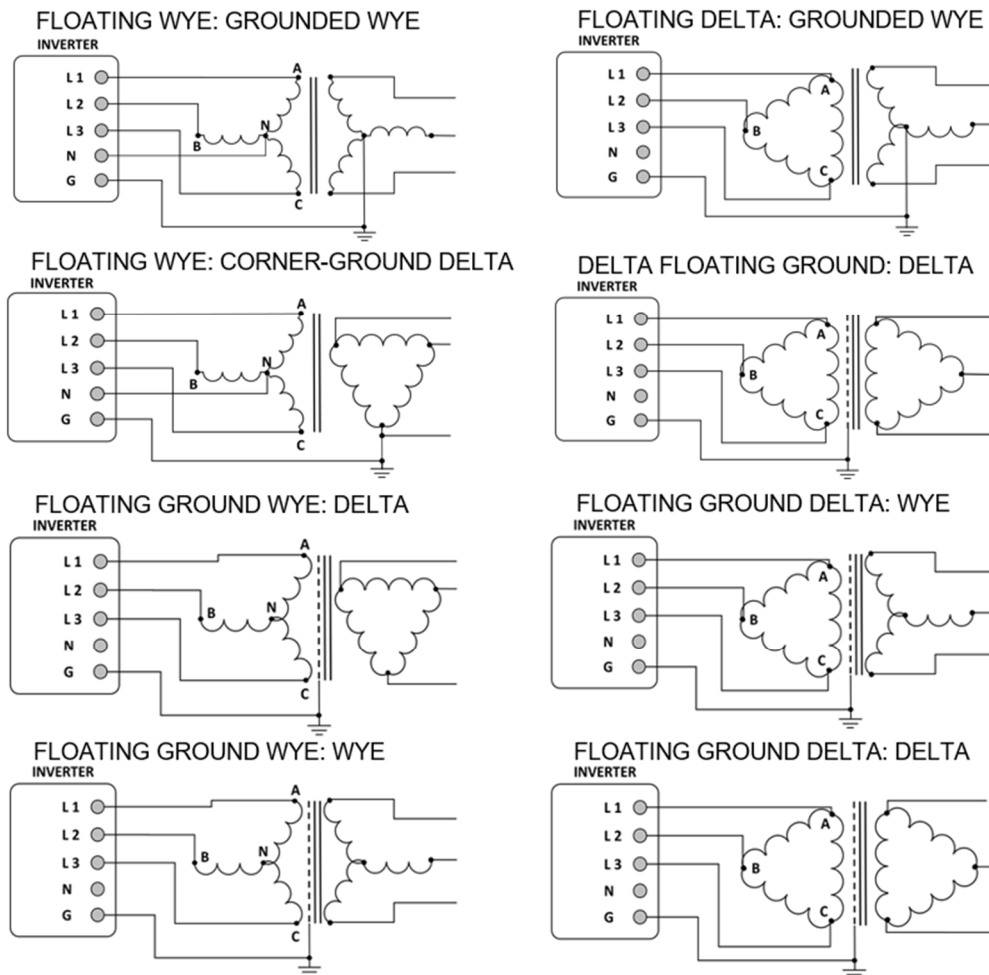 FLOATING WYE: GROUNDED WYE
INVERTER
L1
L2
L3
N
G
A
B
N
C
FLOATING DELTA: GROUNDED WYE
INVERTER
L1
L2
L3
N
G
A
B
C
FLOATING WYE: CORNER-GROUND DELTA
INVERTER
L1
L2
L3
N
G
A
B
N
C
DELTA FLOATING GROUND: DELTA
INVERTER
L1
L2
L3
N
G
A
B
C
FLOATING GROUND WYE: DELTA
INVERTER
L1
L2
L3
N
G
A
B
N
C
FLOATING GROUND DELTA: WYE
INVERTER
L1
L2
L3
N
G
A
B
C
FLOATING GROUND WYE: WYE
INVERTER
L1
L2
L3
N
G
A
B
N
C
FLOATING GROUND DELTA: DELTA
INVERTER
L1
L2
L3
N
G
A
B
C